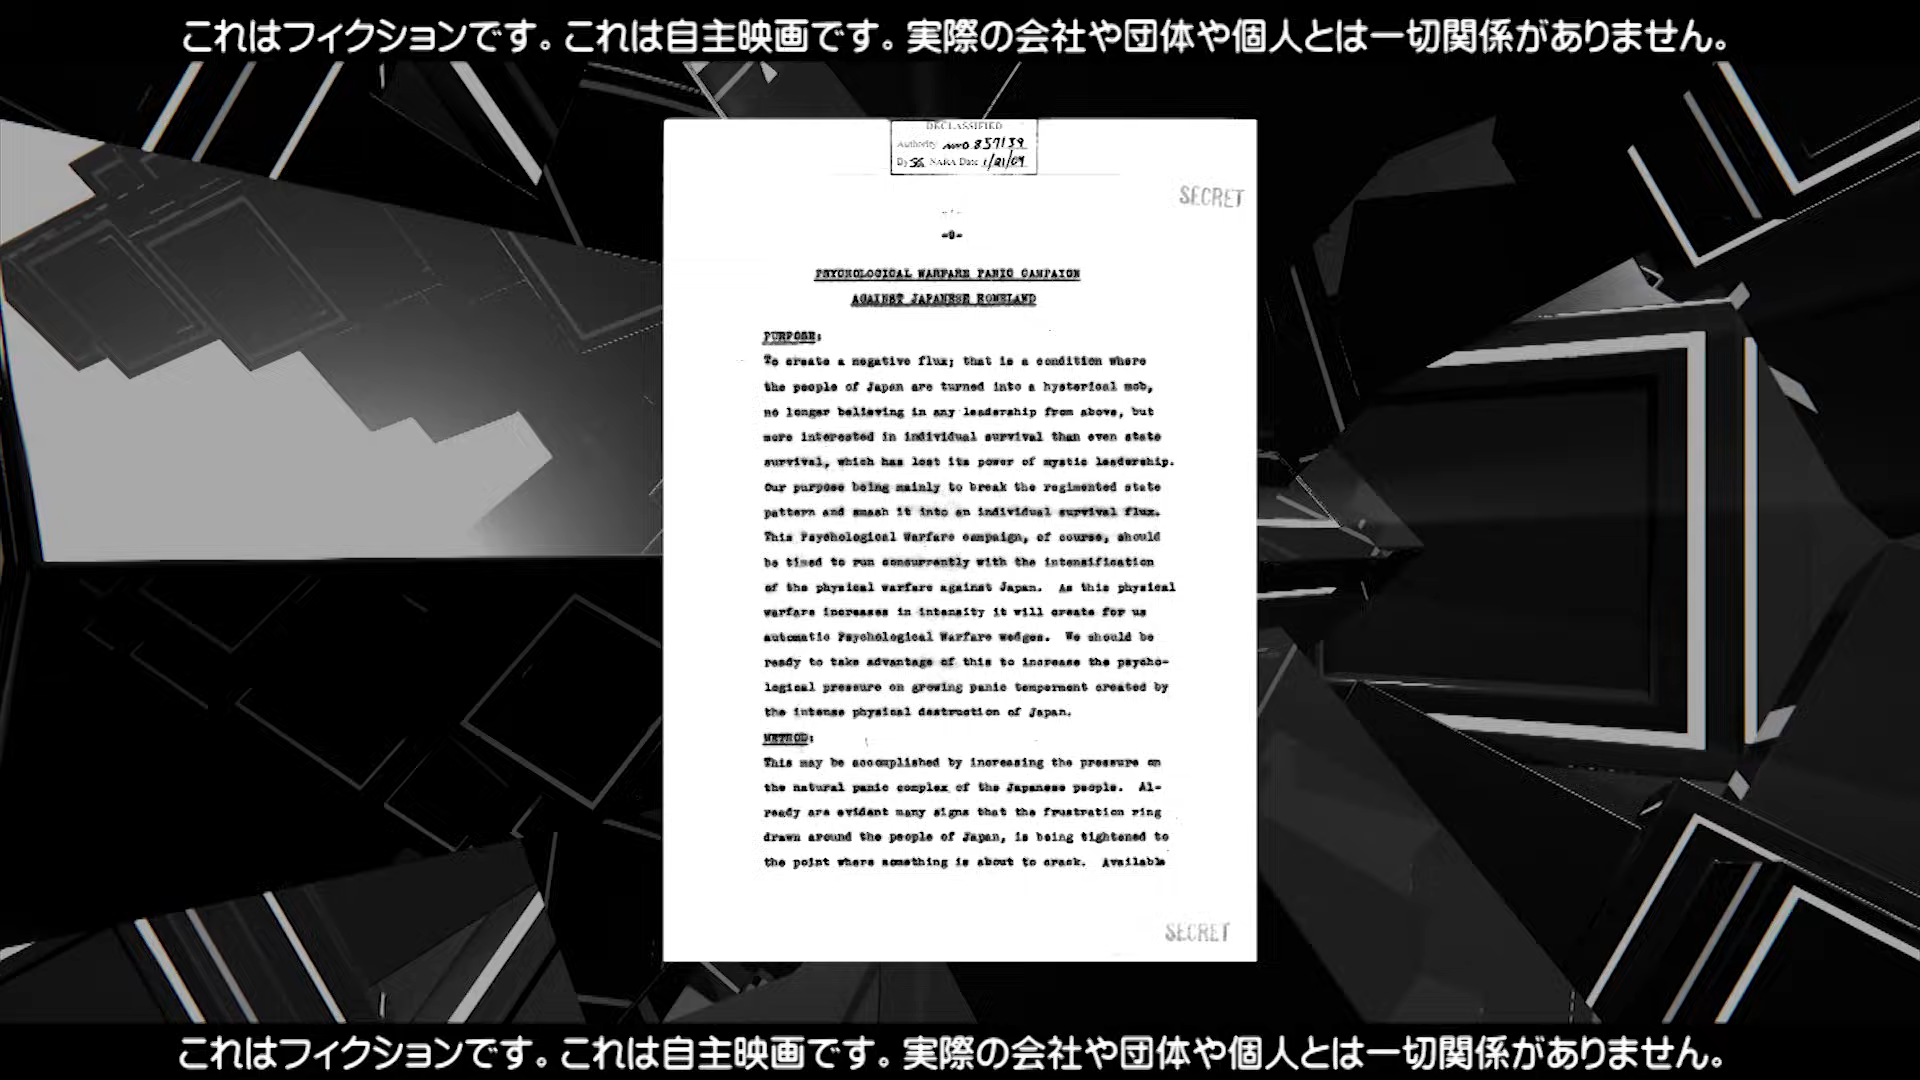 これはフィクションです。これは自主映画です。実際の会社や団体や個人とは一切関係がありません。
DECLASSIFIED
Authority NND 857139
By SG NARA Date 1/21/09
SECRET
-9-
PSYCHOLOGICAL WARFARE PANIC CAMPAIGN
AGAINST JAPANESE HOMELAND
PURPOSE:
To create a negative flux; that is a condition where
the people of Japan are turned into a hysterical mob,
no longer believing in any leadership from above, but
more interested in individual survival than even state
survival, which has lost its power of mystic leadership.
Our purpose being mainly to break the regimented state
pattern and smash it into an individual survival flux.
This Psychological Warfare campaign, of course, should
be timed to run concurrently with the intensification
of the physical warfare against Japan. As this physical
warfare increases in intensity it will create for us
automatic Psychological Warfare wedges. We should be
ready to take advantage of this to increase the psycho-
logical pressure on growing panic temperment created by
the intense physical destruction of Japan.
METHOD:
This may be accomplished by increasing the pressure on
the natural panic complex of the Japanese people. Al-
ready are evident many signs that the frustration ring
drawn around the people of Japan, is being tightened to
the point where something is about to crack. Available
SECRET
これはフィクションです。これは自主映画です。実際の会社や団体や個人とは一切関係がありません。